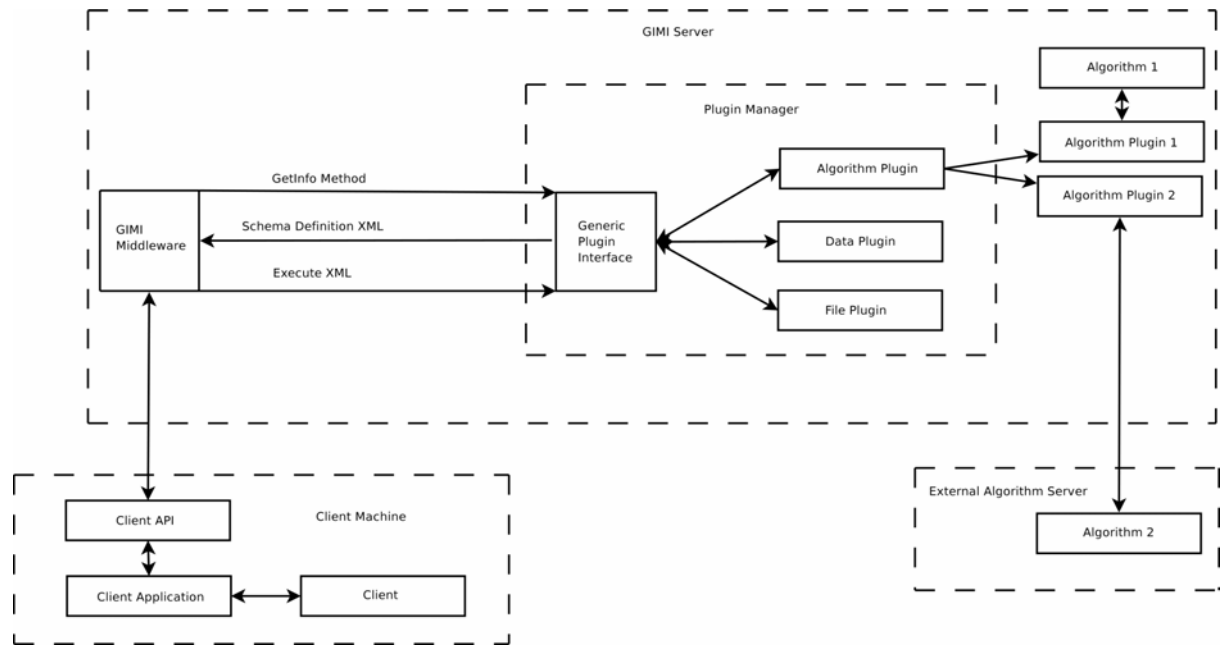 GIMI Server
Algorithm 1
Plugin Manager
Algorithm Plugin 1
Algorithm Plugin
GetInfo Method
Algorithm Plugin 2
GIMI
Middleware
Schema Definition XML
Generic
Plugin
Interface
Data Plugin
Execute XML
File Plugin
External Algorithm Server
Client API
Client Machine
Algorithm 2
Client Application
Client